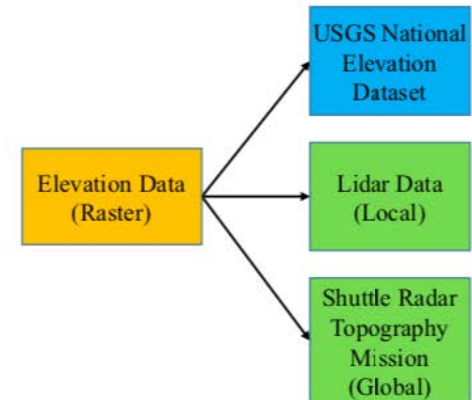 USGS National
Elevation
Dataset
Elevation Data
(Raster)
Lidar Data
(Local)
Shuttle Radar
Topography
Mission
(Global)